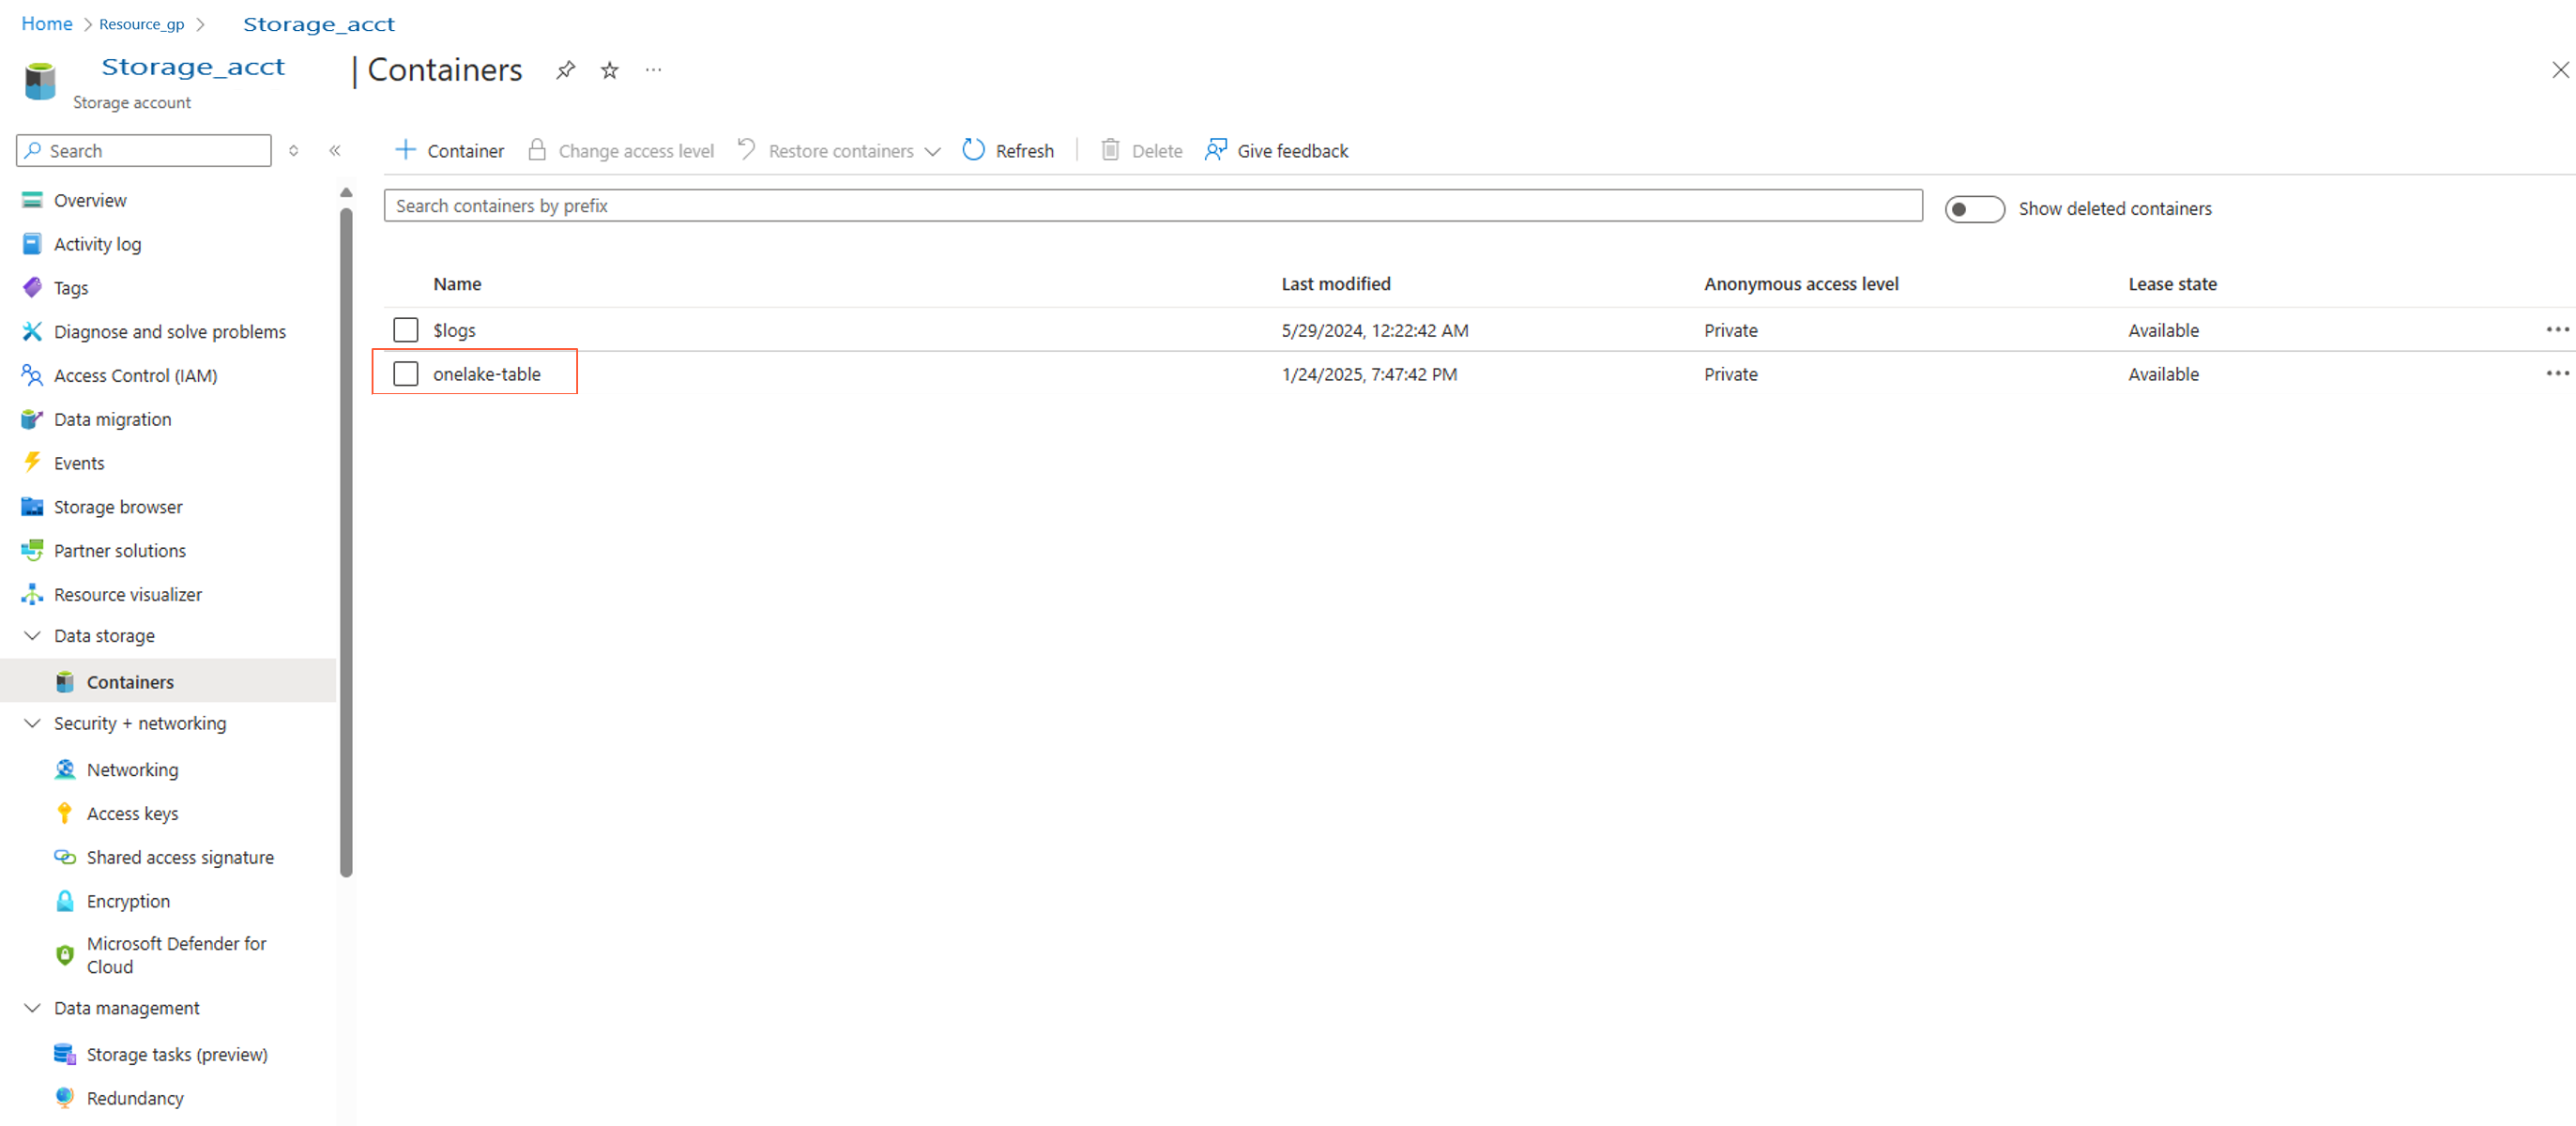 Home > Resource_gp > Storage_acct
Storage_acct | Containers ...
Storage account
Search
Overview
Activity log
Tags
Diagnose and solve problems
Access Control (IAM)
Data migration
Events
Storage browser
Partner solutions
Resource visualizer
Data storage
Containers
Security + networking
Networking
Access keys
Shared access signature
Encryption
Microsoft Defender for
Cloud
Data management
Storage tasks (preview)
Redundancy
Container Change access level Restore containers Refresh Delete Give feedback
Search containers by prefix
Show deleted containers
Name Last modified Anonymous access level Lease state
$logs 5/29/2024, 12:22:42 AM Private Available
onelake-table 1/24/2025, 7:47:42 PM Private Available